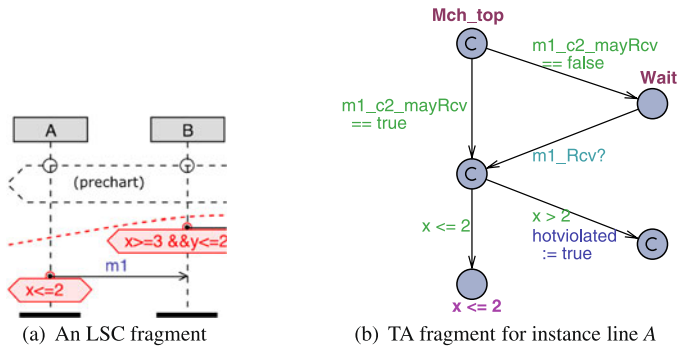 A
B
(prechart)
x>=3 &&y<=2
m1
x<=2
(a) An LSC fragment
Mch_top
C
m1_c2_mayRcv
== false
Wait
m1_c2_mayRcv
== true
m1_Rcv?
C
x <= 2
x > 2
hotviolated
:= true
C
x <= 2
(b) TA fragment for instance line A